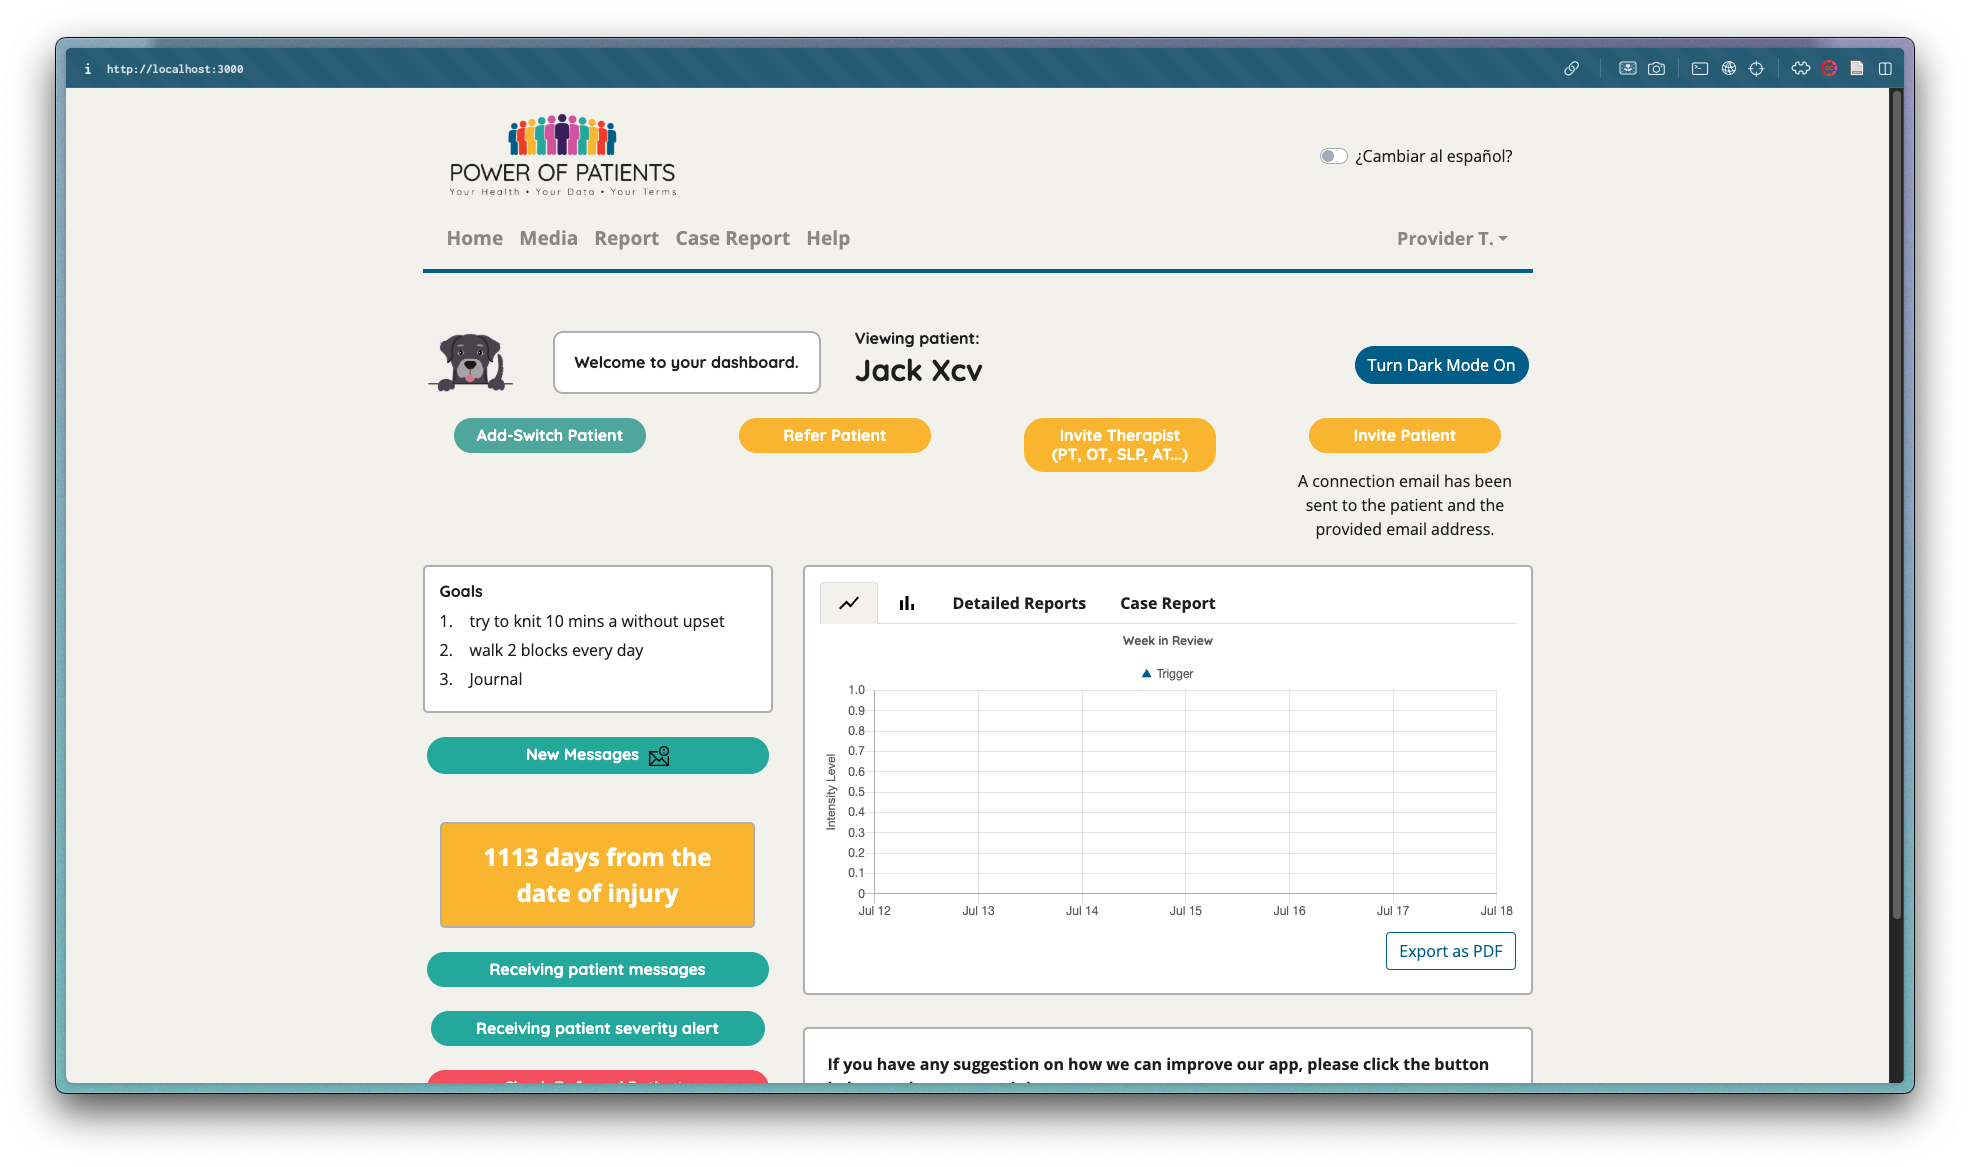 http://localhost:3000
POWER OF PATIENTS
Your Health • Your Data • Your Terms
¿Cambiar al español?
Home Media Report Case Report Help
Provider T.
Welcome to your dashboard.
Viewing patient:
Jack Xcv
Turn Dark Mode On
Add-Switch Patient
Refer Patient
Invite Therapist
(PT, OT, SLP, AT...)
Invite Patient
A connection email has been
sent to the patient and the
provided email address.
Goals
1. try to knit 10 mins a without upset
2. walk 2 blocks every day
3. Journal
New Messages
1113 days from the
date of injury
Receiving patient messages
Receiving patient severity alert
Detailed Reports
Case Report
Week in Review
Trigger
Intensity Level
1.0
0.9
0.8
0.7
0.6
0.5
0.4
0.3
0.2
0.1
0
Jul 12 Jul 13 Jul 14 Jul 15 Jul 16 Jul 17 Jul 18
Export as PDF
If you have any suggestion on how we can improve our app, please click the button